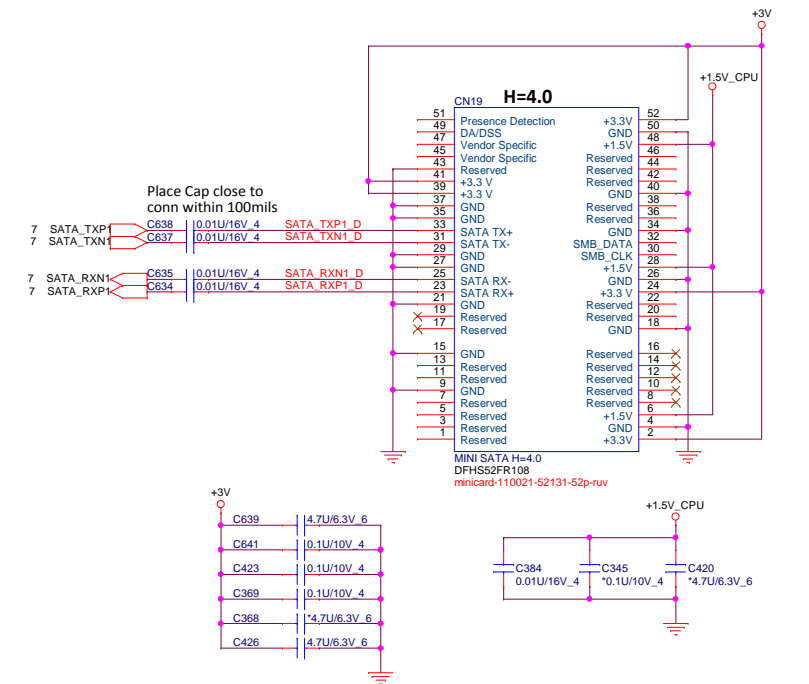 +3V
+1.5V_CPU
CN19 H=4.0
51 Presence Detection +3.3V 52
49 DA/DSS GND 50
47 Vendor Specific +1.5V 48
45 Vendor Specific Reserved 46
43 Reserved Reserved 44
41 +3.3 V Reserved 42
39 +3.3 V GND 40
37 GND Reserved 38
35 GND Reserved 36
33 SATA TX+ GND 34
31 SATA TX- SMB_DATA 32
29 GND SMB_CLK 30
27 GND +1.5V 28
25 SATA RX- GND 26
23 SATA RX+ +3.3 V 24
21 GND Reserved 22
19 Reserved Reserved 20
17 Reserved GND 18
15 GND Reserved 16
13 Reserved Reserved 14
11 Reserved Reserved 12
9 GND Reserved 10
7 Reserved Reserved 8
5 Reserved +1.5V 6
3 Reserved GND 4
1 Reserved +3.3V 2
MINI SATA H=4.0
DFHS52FR108
minicard-110021-52131-52p-ruv
Place Cap close to
conn within 100mils
7 SATA_TXP1 C638 0.01U/16V_4 SATA_TXP1_D
7 SATA_TXN1 C637 0.01U/16V_4 SATA_TXN1_D
7 SATA_RXN1 C635 0.01U/16V_4 SATA_RXN1_D
7 SATA_RXP1 C634 0.01U/16V_4 SATA_RXP1_D
+3V
C639 4.7U/6.3V_6
C641 0.1U/10V_4
C423 0.1U/10V_4
C369 0.1U/10V_4
C368 *4.7U/6.3V_6
C426 4.7U/6.3V_6
+1.5V_CPU
C384 C345 C420
0.01U/16V_4 *0.1U/10V_4 *4.7U/6.3V_6